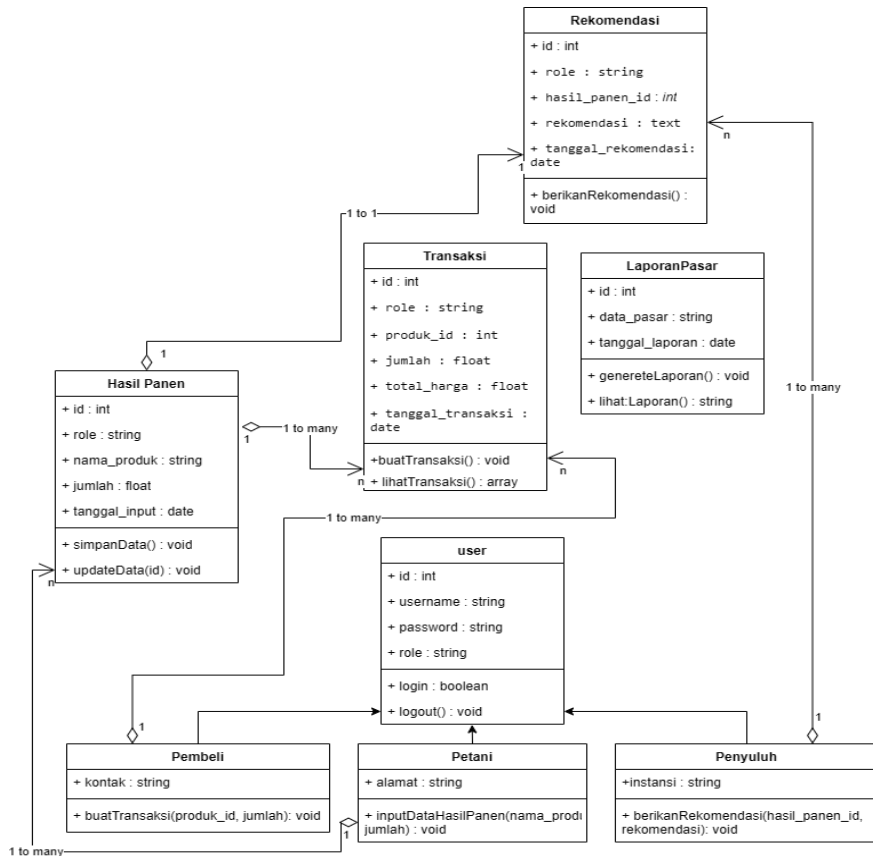 Rekomendasi
+ id : int
+ role : string
+ hasil_panen_id : int
+ rekomendasi : text
+ tanggal_rekomendasi:
date
+ berikanRekomendasi() :
void
n
1
1 to 1
Transaksi
+ id : int
+ role : string
+ produk_id : int
+ jumlah : float
+ total_harga : float
+ tanggal_transaksi :
date
+buatTransaksi() : void
+ lihatTransaksi() : array
n
n
LaporanPasar
+ id : int
+ data_pasar : string
+ tanggal_laporan : date
+ genereteLaporan() : void
+ lihat:Laporan() : string
1 to many
1
Hasil Panen
+ id : int
+ role : string
+ nama_produk : string
+ jumlah : float
+ tanggal_input : date
+ simpanData() : void
+ updateData(id) : void
n
1
1 to many
1 to many
user
+ id : int
+ username : string
+ password : string
+ role : string
+ login : boolean
+ logout() : void
1
1
Pembeli
+ kontak : string
+ buatTransaksi(produk_id, jumlah): void
Petani
+ alamat : string
+ inputDataHasilPanen(nama_produ
jumlah) : void
1
Penyuluh
+instansi : string
+ berikanRekomendasi(hasil_panen_id,
rekomendasi): void
1 to many